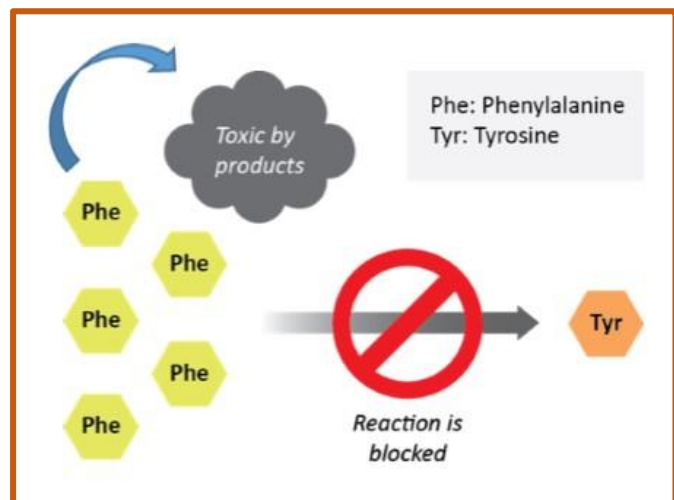 Toxic by
products
Phe: Phenylalanine
Tyr: Tyrosine
Phe
Phe
Phe
Phe
Phe
Tyr
Reaction is
blocked